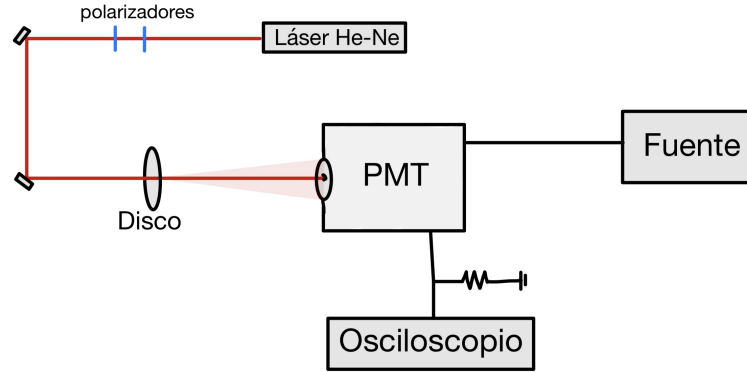 polarizadores
Láser He-Ne
PMT
Fuente
Disco
Osciloscopio